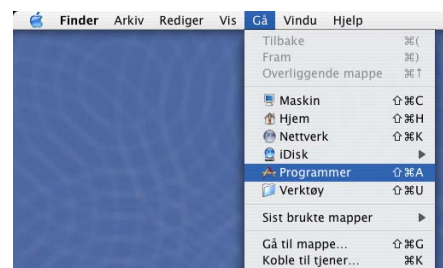 Finder Arkiv Rediger Vis Gå Vindu Hjelp
Tilbake ⌘(
Fram ⌘)
Overliggende mappe ⌘↑
Maskin ⇧⌘C
Hjem ⇧⌘H
Nettverk ⇧⌘K
iDisk ▶
Programmer ⇧⌘A
Verktøy ⇧⌘U
Sist brukte mapper ▶
Gå til mappe... ⇧⌘G
Koble til tjener... ⌘K